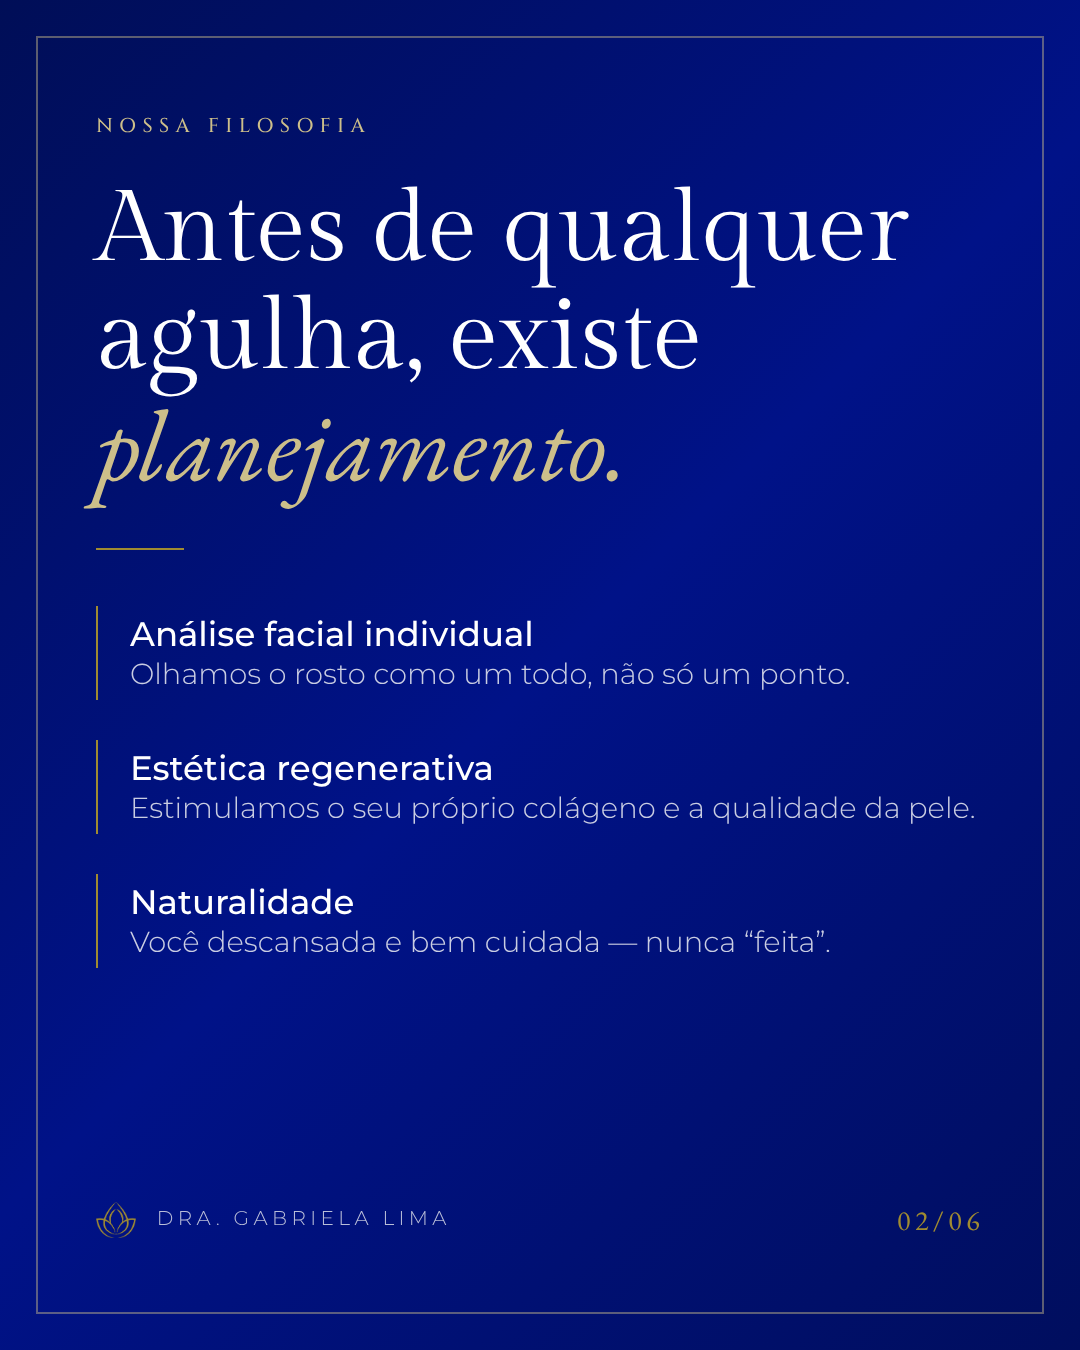 NOSSA FILOSOFIA
Antes de qualquer
agulha, existe
planejamento.
Análise facial individual
Olhamos o rosto como um todo, não só um ponto.
Estética regenerativa
Estimulamos o seu próprio colágeno e a qualidade da pele.
Naturalidade
Você descansada e bem cuidada — nunca “feita”.
DRA. GABRIELA LIMA
02/06